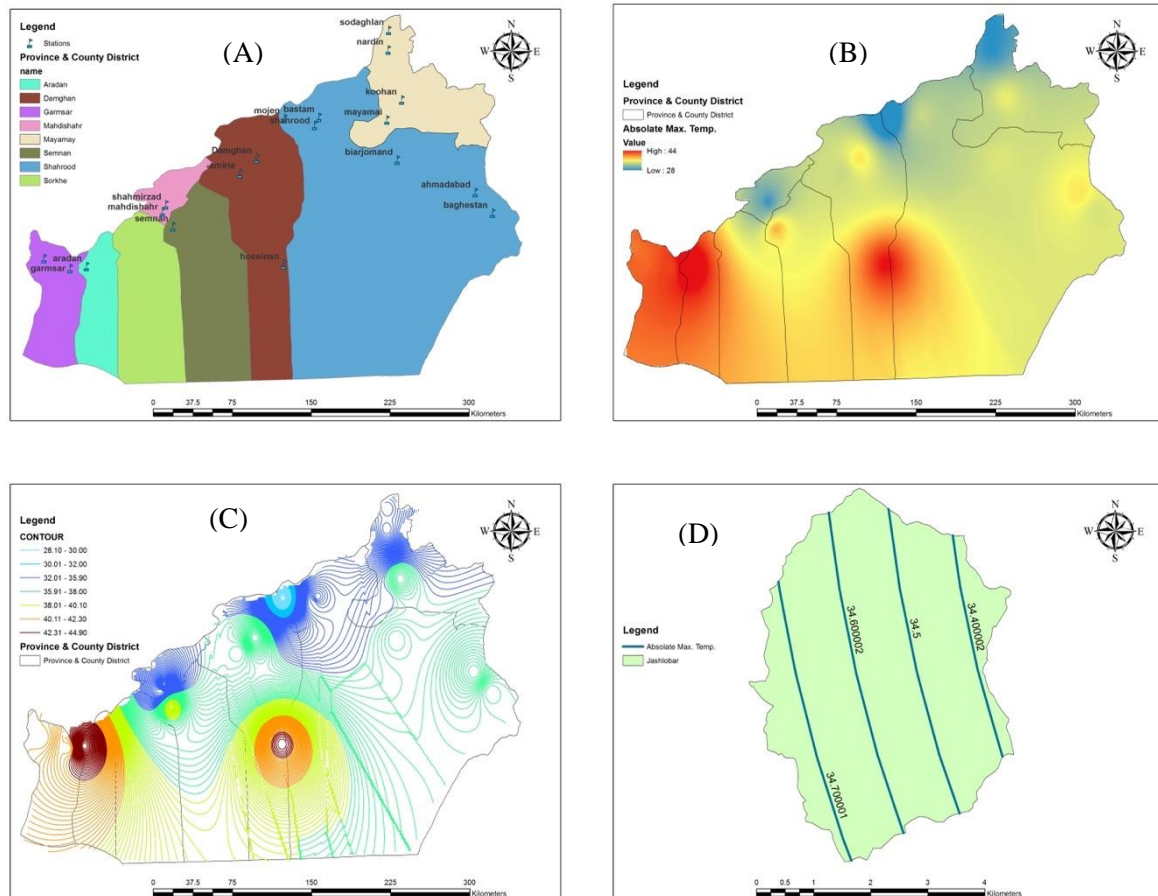 (A)
Legend
Stations
Province & County District
name
Aradan
Damghan
Garmsar
Mahdishahr
Mayamay
Semnan
Shahrood
Sorkhe
sodaghlan
nardin
koohan
mayamai
mojen bastam
shahrood
biarjomand
Damghan
amirie
ahmadabad
baghestan
shahmirzad
mahdishahr
semnan
hoseinan
aradan
garmsar
N
W E
S
0 37.5 75 150 225 300
Kilometers
(B)
Legend
Province & County District
Province & County District
Absolute Max. Temp.
Value
High : 44
Low : 28
N
W E
S
0 37.5 75 150 225 300
Kilometers
(C)
Legend
CONTOUR
28.10 - 30.00
30.01 - 32.00
32.01 - 35.90
35.91 - 38.00
38.01 - 40.10
40.11 - 42.30
42.31 - 44.90
Province & County District
Province & County District
N
W E
S
0 37.5 75 150 225 300
Kilometers
(D)
Legend
Absolute Max. Temp.
Jashlobar
34.700001
34.600002
34.5
34.400002
N
W E
S
0 0.5 1 2 3 4
Kilometers